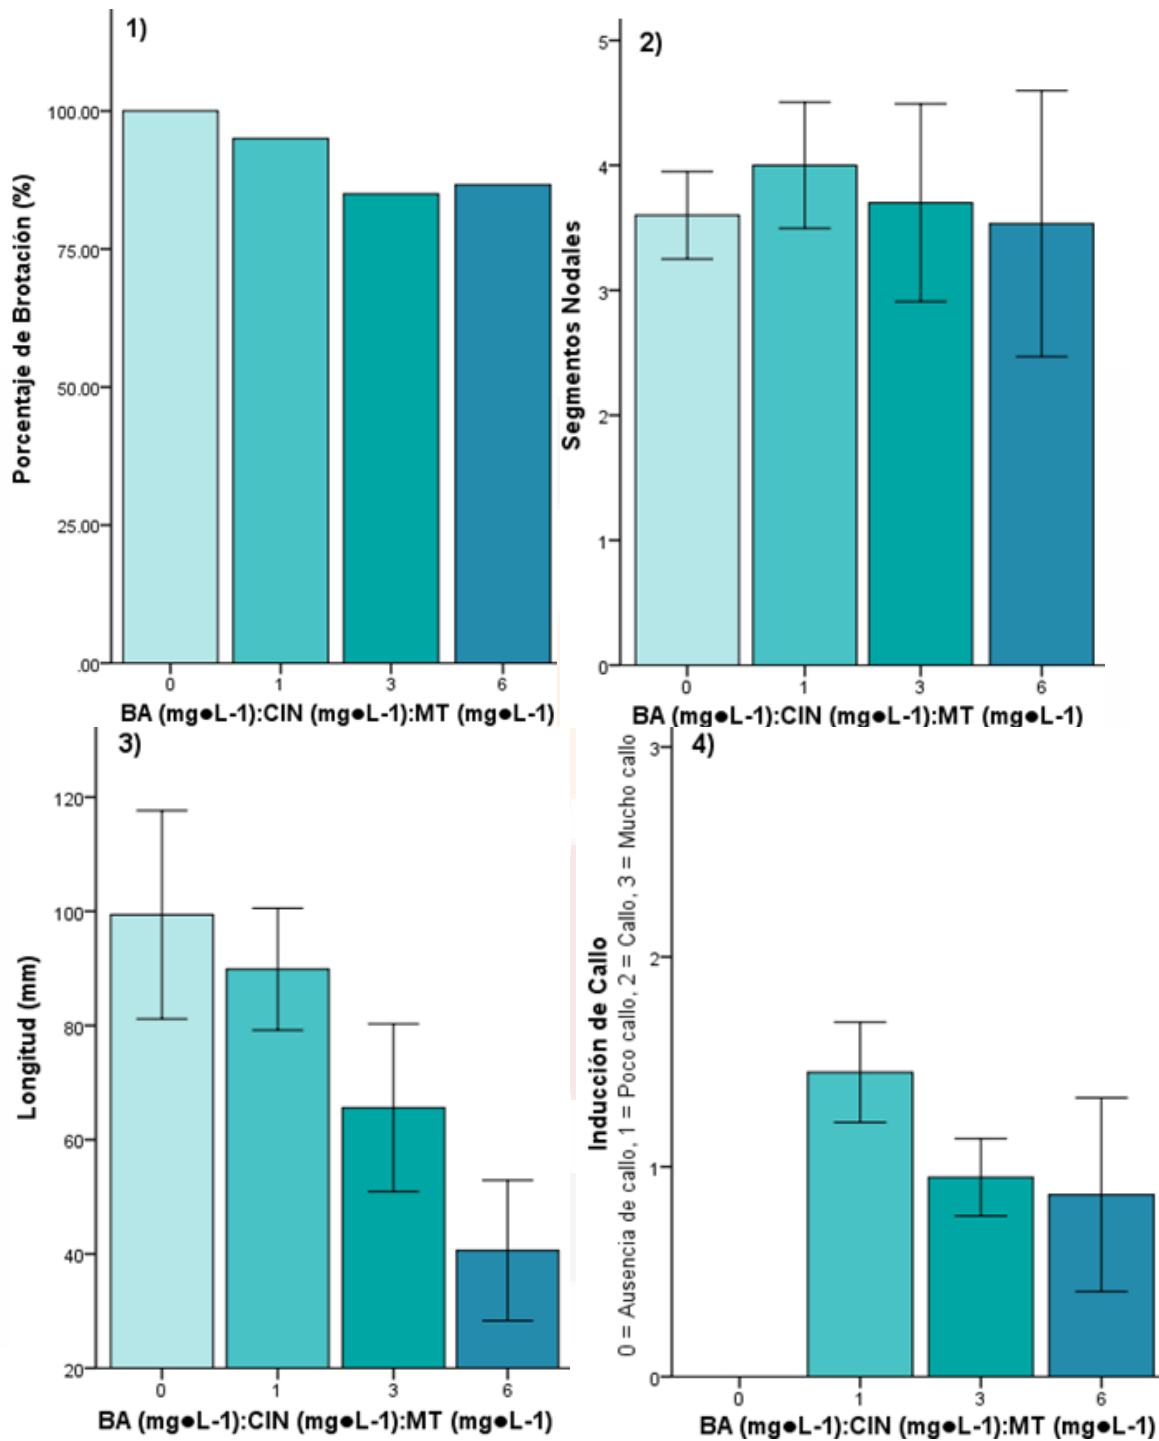 1)
Porcentaje de Brotación (%)
100.00
75.00
50.00
25.00
.00
0 1 3 6
BA (mg●L-1):CIN (mg●L-1):MT (mg●L-1)
2)
Segmentos Nodales
5
4
3
2
1
0
0 1 3 6
BA (mg●L-1):CIN (mg●L-1):MT (mg●L-1)
3)
Longitud (mm)
120
100
80
60
40
20
0 1 3 6
BA (mg●L-1):CIN (mg●L-1):MT (mg●L-1)
4)
Inducción de Callo
0 = Ausencia de callo, 1 = Poco callo, 2 = Callo, 3 = Mucho callo
3
2
1
0
0 1 3 6
BA (mg●L-1):CIN (mg●L-1):MT (mg●L-1)